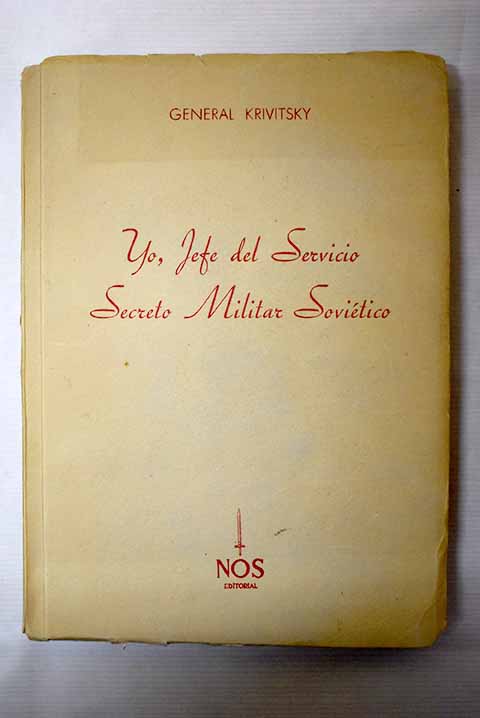 GENERAL KRIVITSKY
Yo, Jefe del Servicio
Secreto Militar Soviético
NOS
EDITORIAL